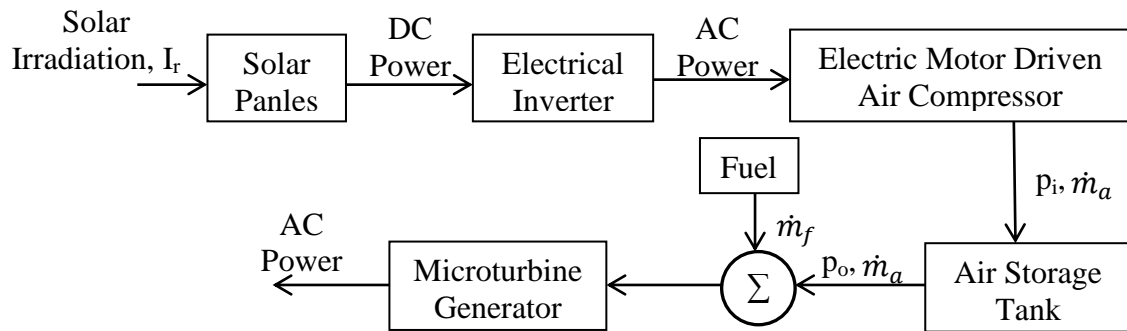 Solar
Irradiation, Iᵣ
Solar
Panles
DC
Power
Electrical
Inverter
AC
Power
Electric Motor Driven
Air Compressor
Fuel
pᵢ, ṁₐ
ṁ_f
AC
Power
Microturbine
Generator
Σ
pₒ, ṁₐ
Air Storage
Tank